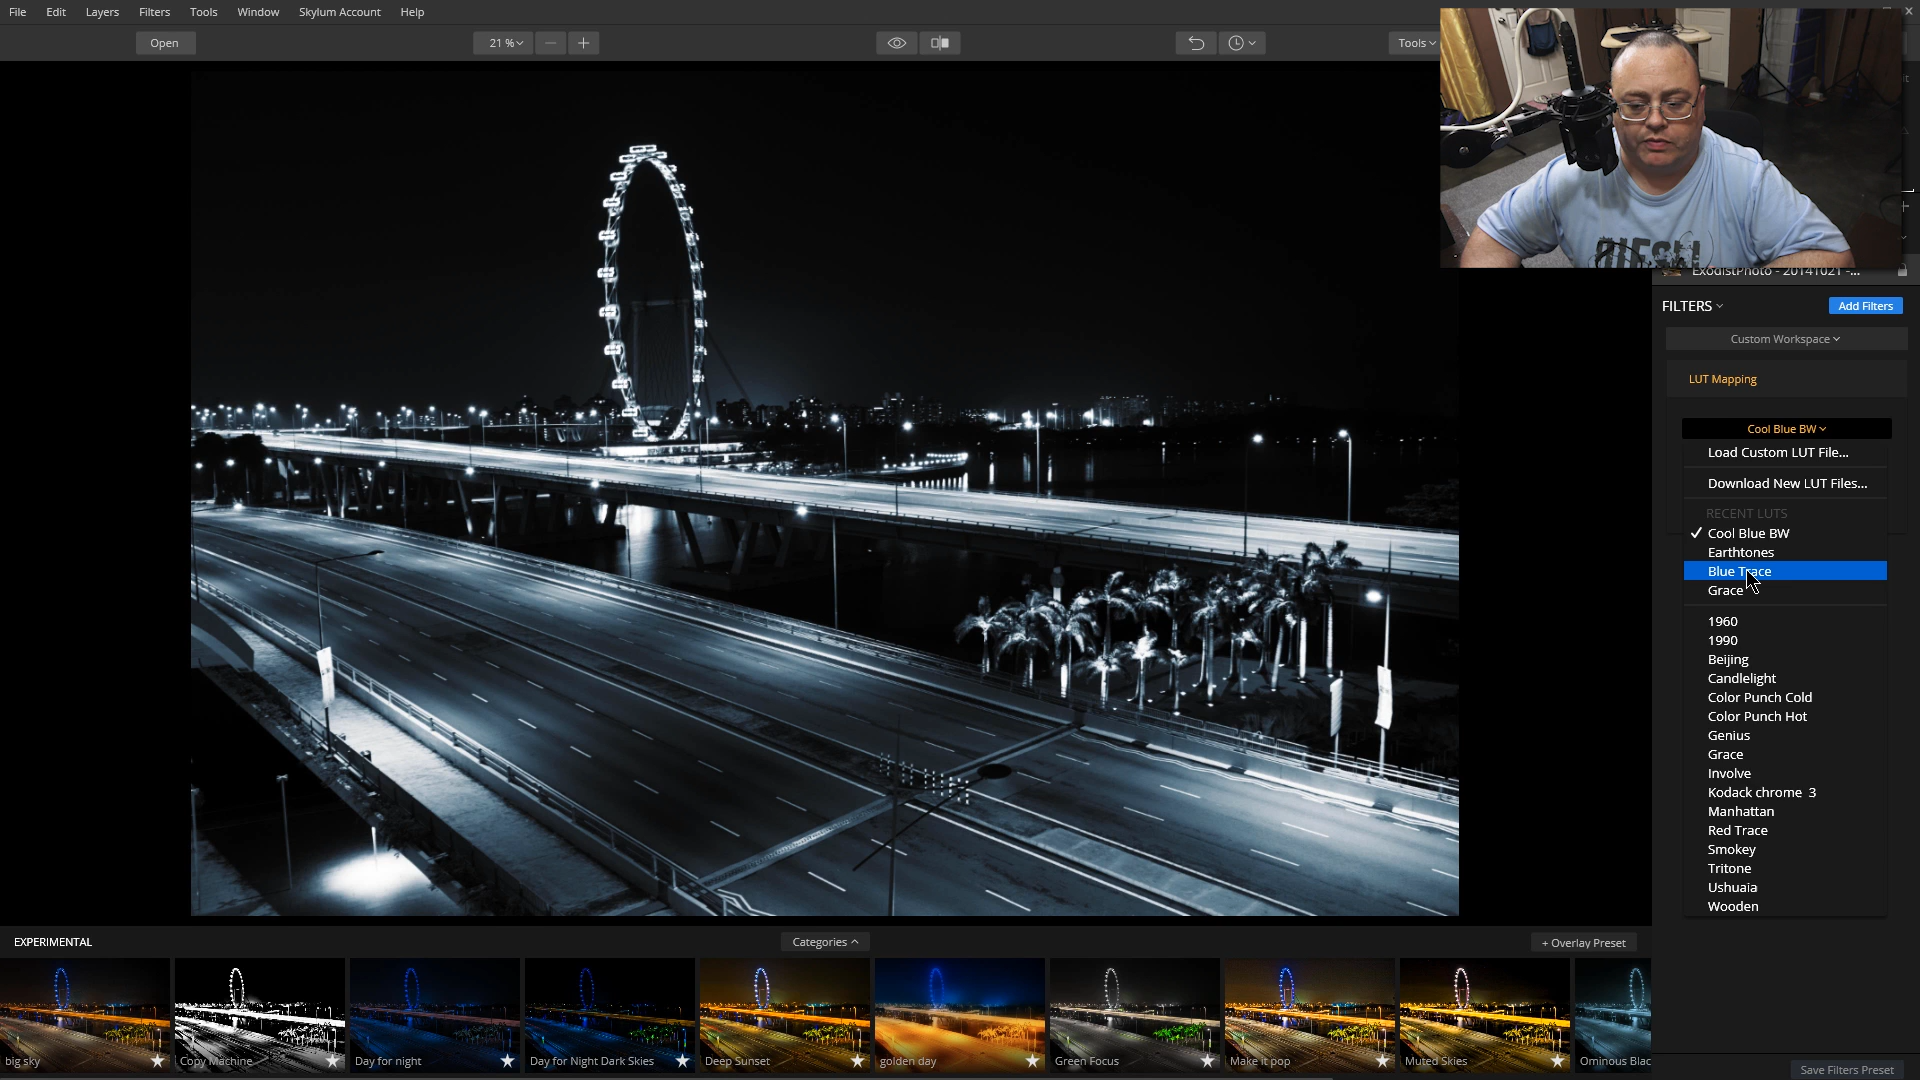 File Edit Layers Filters Tools Window Skylum Account Help
Open 21 % Tools
DIESEL
ExodistPhoto - 20141021 -...
FILTERS Add Filters
Custom Workspace
LUT Mapping
Cool Blue BW
Load Custom LUT File...
Download New LUT Files...
RECENT LUTS
Cool Blue BW
Earthtones
Blue Trace
Grace
1960
1990
Beijing
Candlelight
Color Punch Cold
Color Punch Hot
Genius
Grace
Involve
Kodack chrome 3
Manhattan
Red Trace
Smokey
Tritone
Ushuaia
Wooden
EXPERIMENTAL Categories + Overlay Preset
big sky Copy Machine Day for night Day for Night Dark Skies Deep Sunset golden day Green Focus Make it pop Muted Skies Ominous Blac
Save Filters Preset